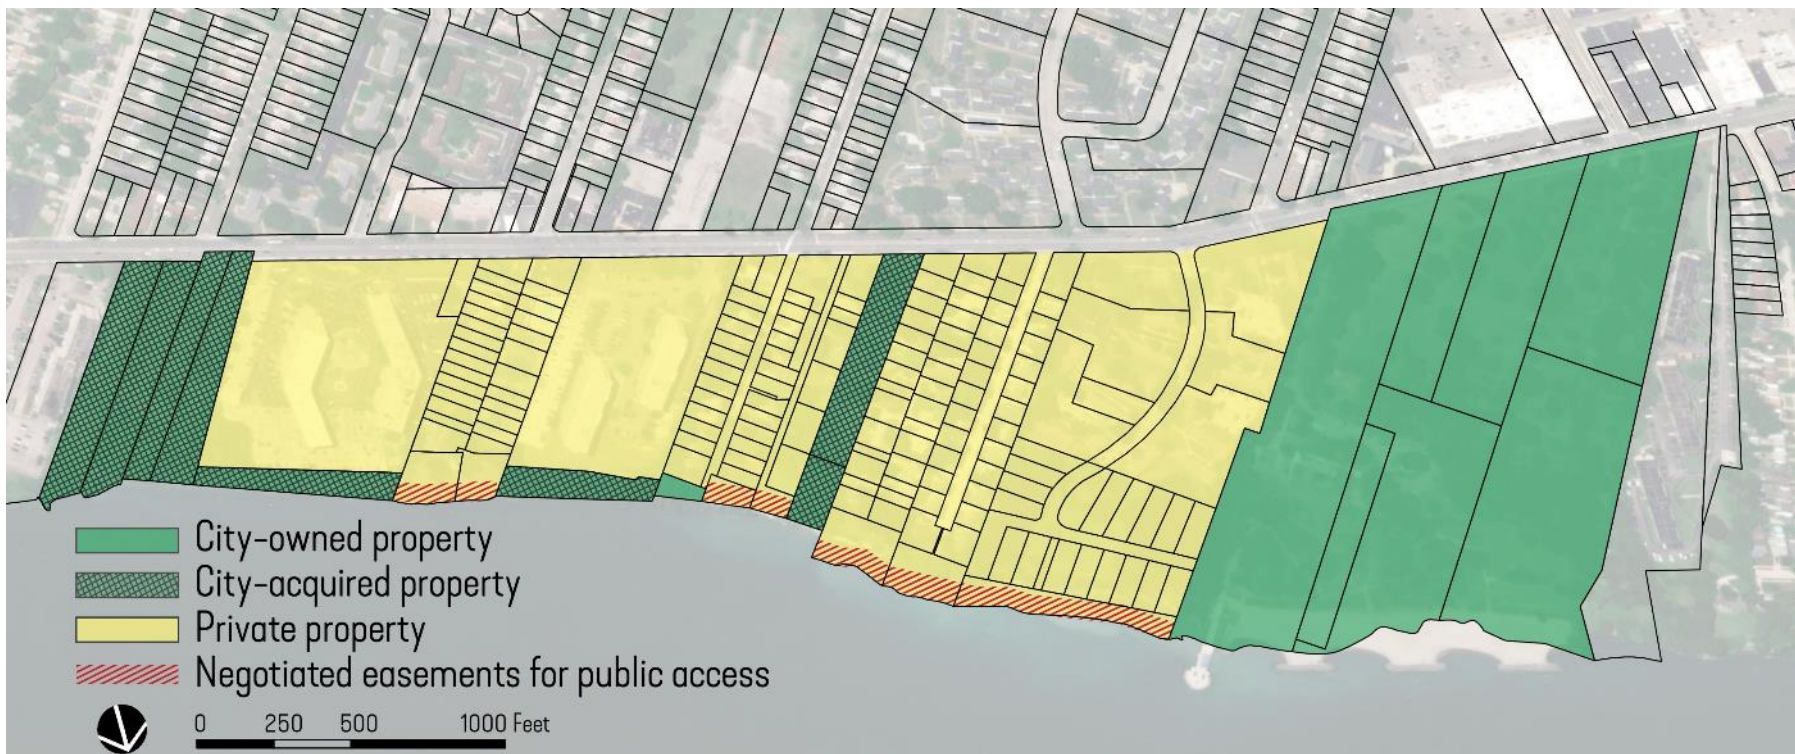 City-owned property
City-acquired property
Private property
Negotiated easements for public access
0 250 500 1000 Feet